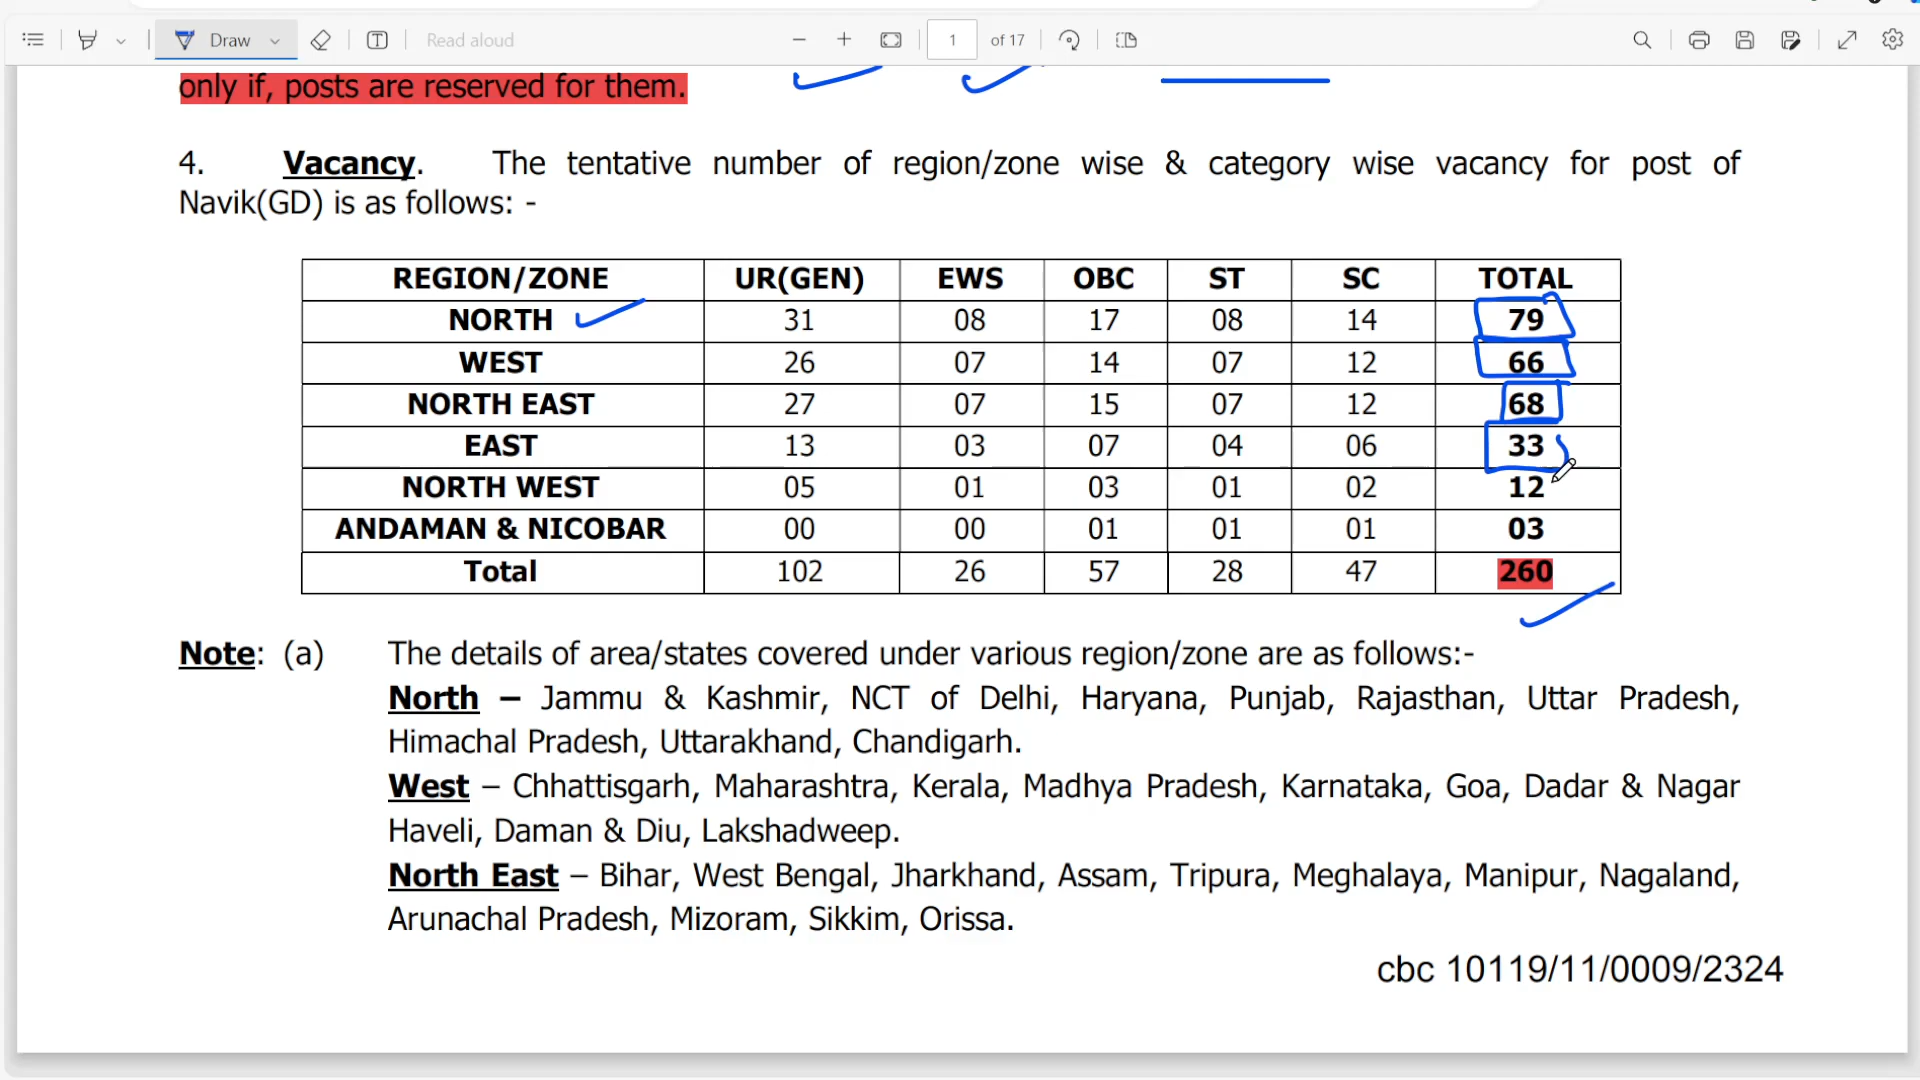 Draw
Read aloud
1 of 17
only if, posts are reserved for them.
4. Vacancy. The tentative number of region/zone wise & category wise vacancy for post of
Navik(GD) is as follows: -
REGION/ZONE UR(GEN) EWS OBC ST SC TOTAL
NORTH 31 08 17 08 14 79
WEST 26 07 14 07 12 66
NORTH EAST 27 07 15 07 12 68
EAST 13 03 07 04 06 33
NORTH WEST 05 01 03 01 02 12
ANDAMAN & NICOBAR 00 00 01 01 01 03
Total 102 26 57 28 47 260
Note: (a) The details of area/states covered under various region/zone are as follows:-
North – Jammu & Kashmir, NCT of Delhi, Haryana, Punjab, Rajasthan, Uttar Pradesh,
Himachal Pradesh, Uttarakhand, Chandigarh.
West – Chhattisgarh, Maharashtra, Kerala, Madhya Pradesh, Karnataka, Goa, Dadar & Nagar
Haveli, Daman & Diu, Lakshadweep.
North East – Bihar, West Bengal, Jharkhand, Assam, Tripura, Meghalaya, Manipur, Nagaland,
Arunachal Pradesh, Mizoram, Sikkim, Orissa.
cbc 10119/11/0009/2324